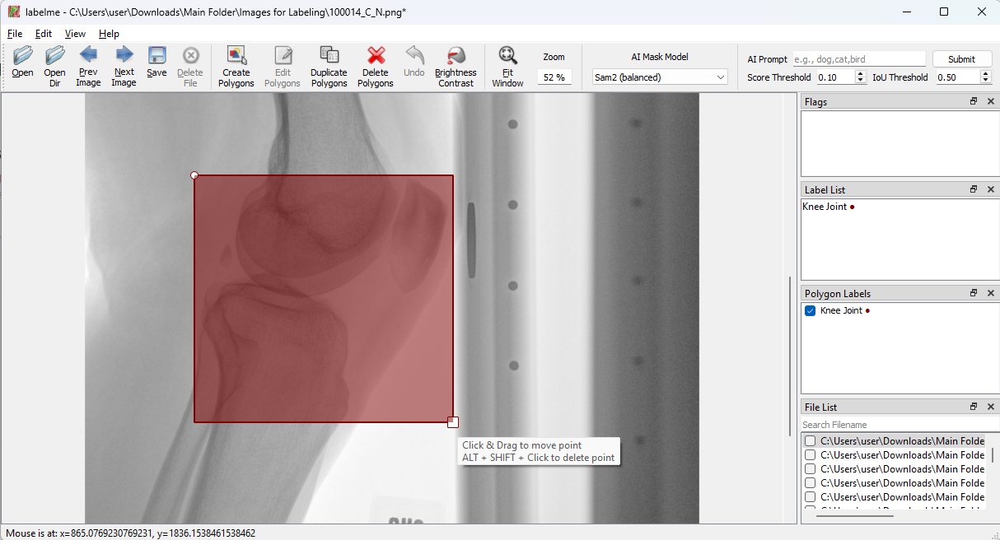 labelme - C:\Users\user\Downloads\Main Folder\Images for Labeling\100014_C_N.png*
File Edit View Help
Open
Open Dir
Prev Image
Next Image
Save
Delete File
Create Polygons
Edit Polygons
Duplicate Polygons
Delete Polygons
Undo
Brightness Contrast
Fit Window
Zoom
52 %
AI Mask Model
Sam2 (balanced)
AI Prompt e.g., dog,cat,bird Submit
Score Threshold 0.10 IoU Threshold 0.50
Flags
Label List
Knee Joint
Polygon Labels
Knee Joint
File List
Search Filename
C:\Users\user\Downloads\Main Folde
C:\Users\user\Downloads\Main Folde
C:\Users\user\Downloads\Main Folde
C:\Users\user\Downloads\Main Folde
C:\Users\user\Downloads\Main Folde
Click & Drag to move point
ALT + SHIFT + Click to delete point
Mouse is at: x=865.0769230769231, y=1836.1538461538462